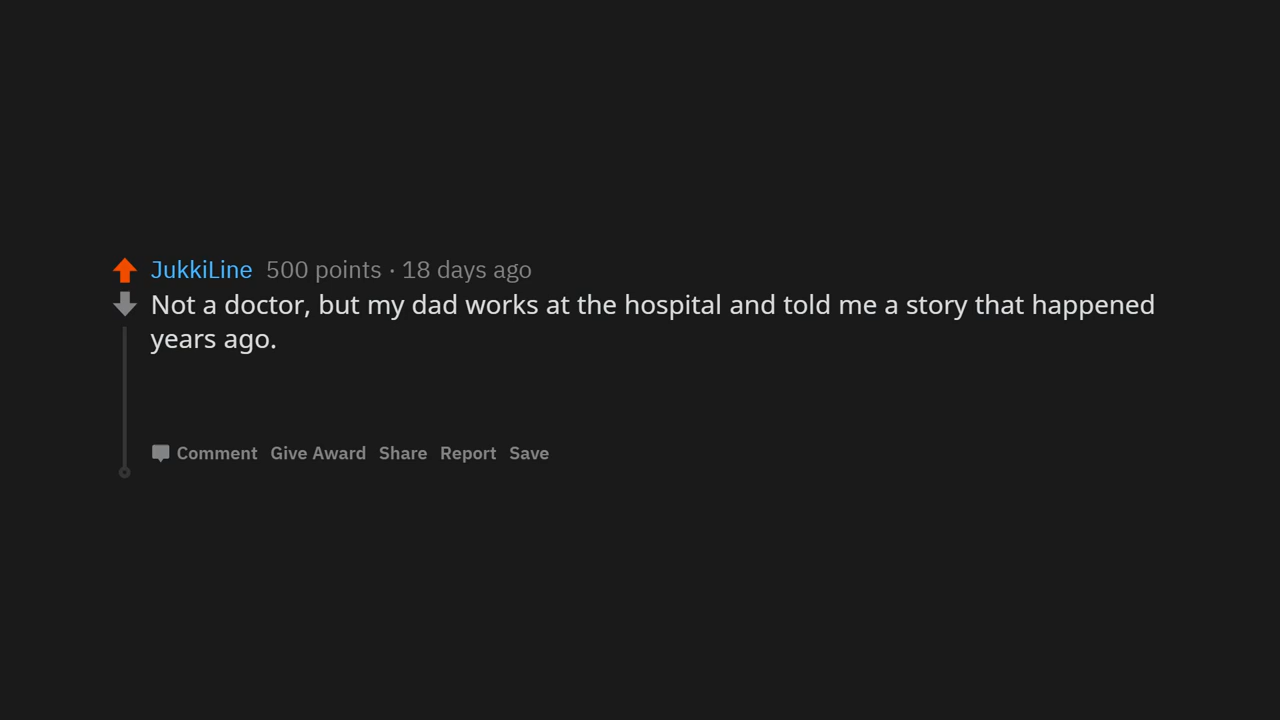 JukkiLine 500 points · 18 days ago
Not a doctor, but my dad works at the hospital and told me a story that happened
years ago.
Comment Give Award Share Report Save